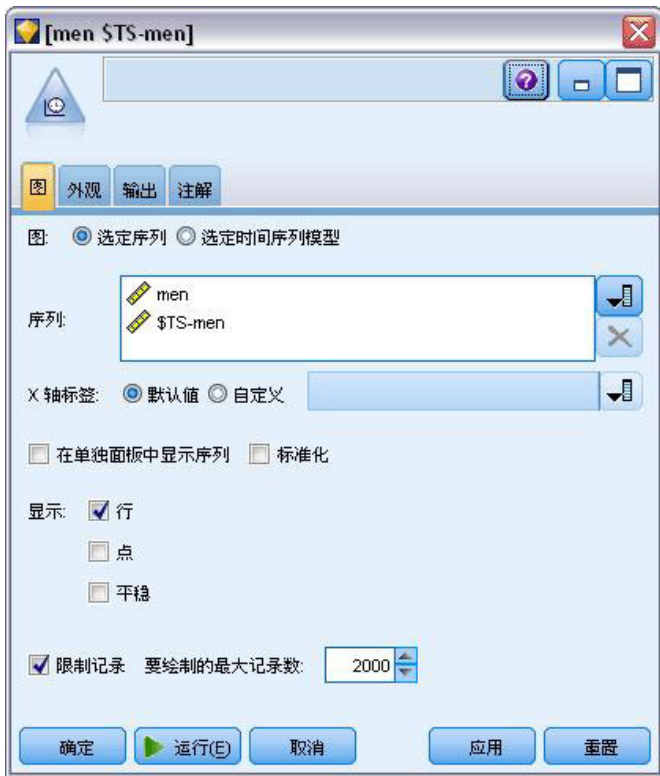 [men $TS-men]
图 外观 输出 注解
图: 选定序列 选定时间序列模型
序列: men
$TS-men
X 轴标签: 默认值 自定义
在单独面板中显示序列 标准化
显示: 行
点
平稳
限制记录 要绘制的最大记录数: 2000
确定 运行(E) 取消 应用 重置